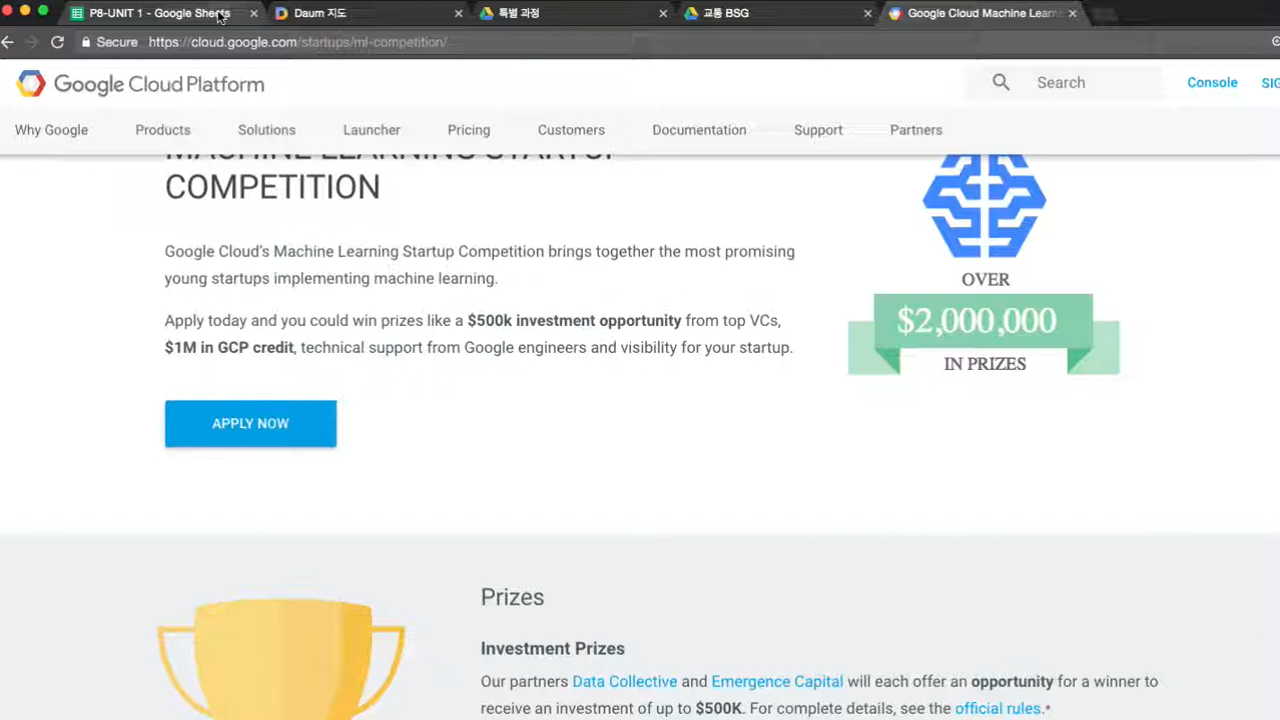 P8-UNIT 1 - Google Sheets
Daum 지도
특별 과정
교통 BSG
Google Cloud Machine Learn
Secure https://cloud.google.com/startups/ml-competition/
Google Cloud Platform
Search
Console
SIG
Why Google
Products
Solutions
Launcher
Pricing
Customers
Documentation
Support
Partners
MACHINE LEARNING STARTUP
COMPETITION
Google Cloud's Machine Learning Startup Competition brings together the most promising
young startups implementing machine learning.
Apply today and you could win prizes like a $500k investment opportunity from top VCs,
$1M in GCP credit, technical support from Google engineers and visibility for your startup.
APPLY NOW
OVER
$2,000,000
IN PRIZES
Prizes
Investment Prizes
Our partners Data Collective and Emergence Capital will each offer an opportunity for a winner to
receive an investment of up to $500K. For complete details, see the official rules.*